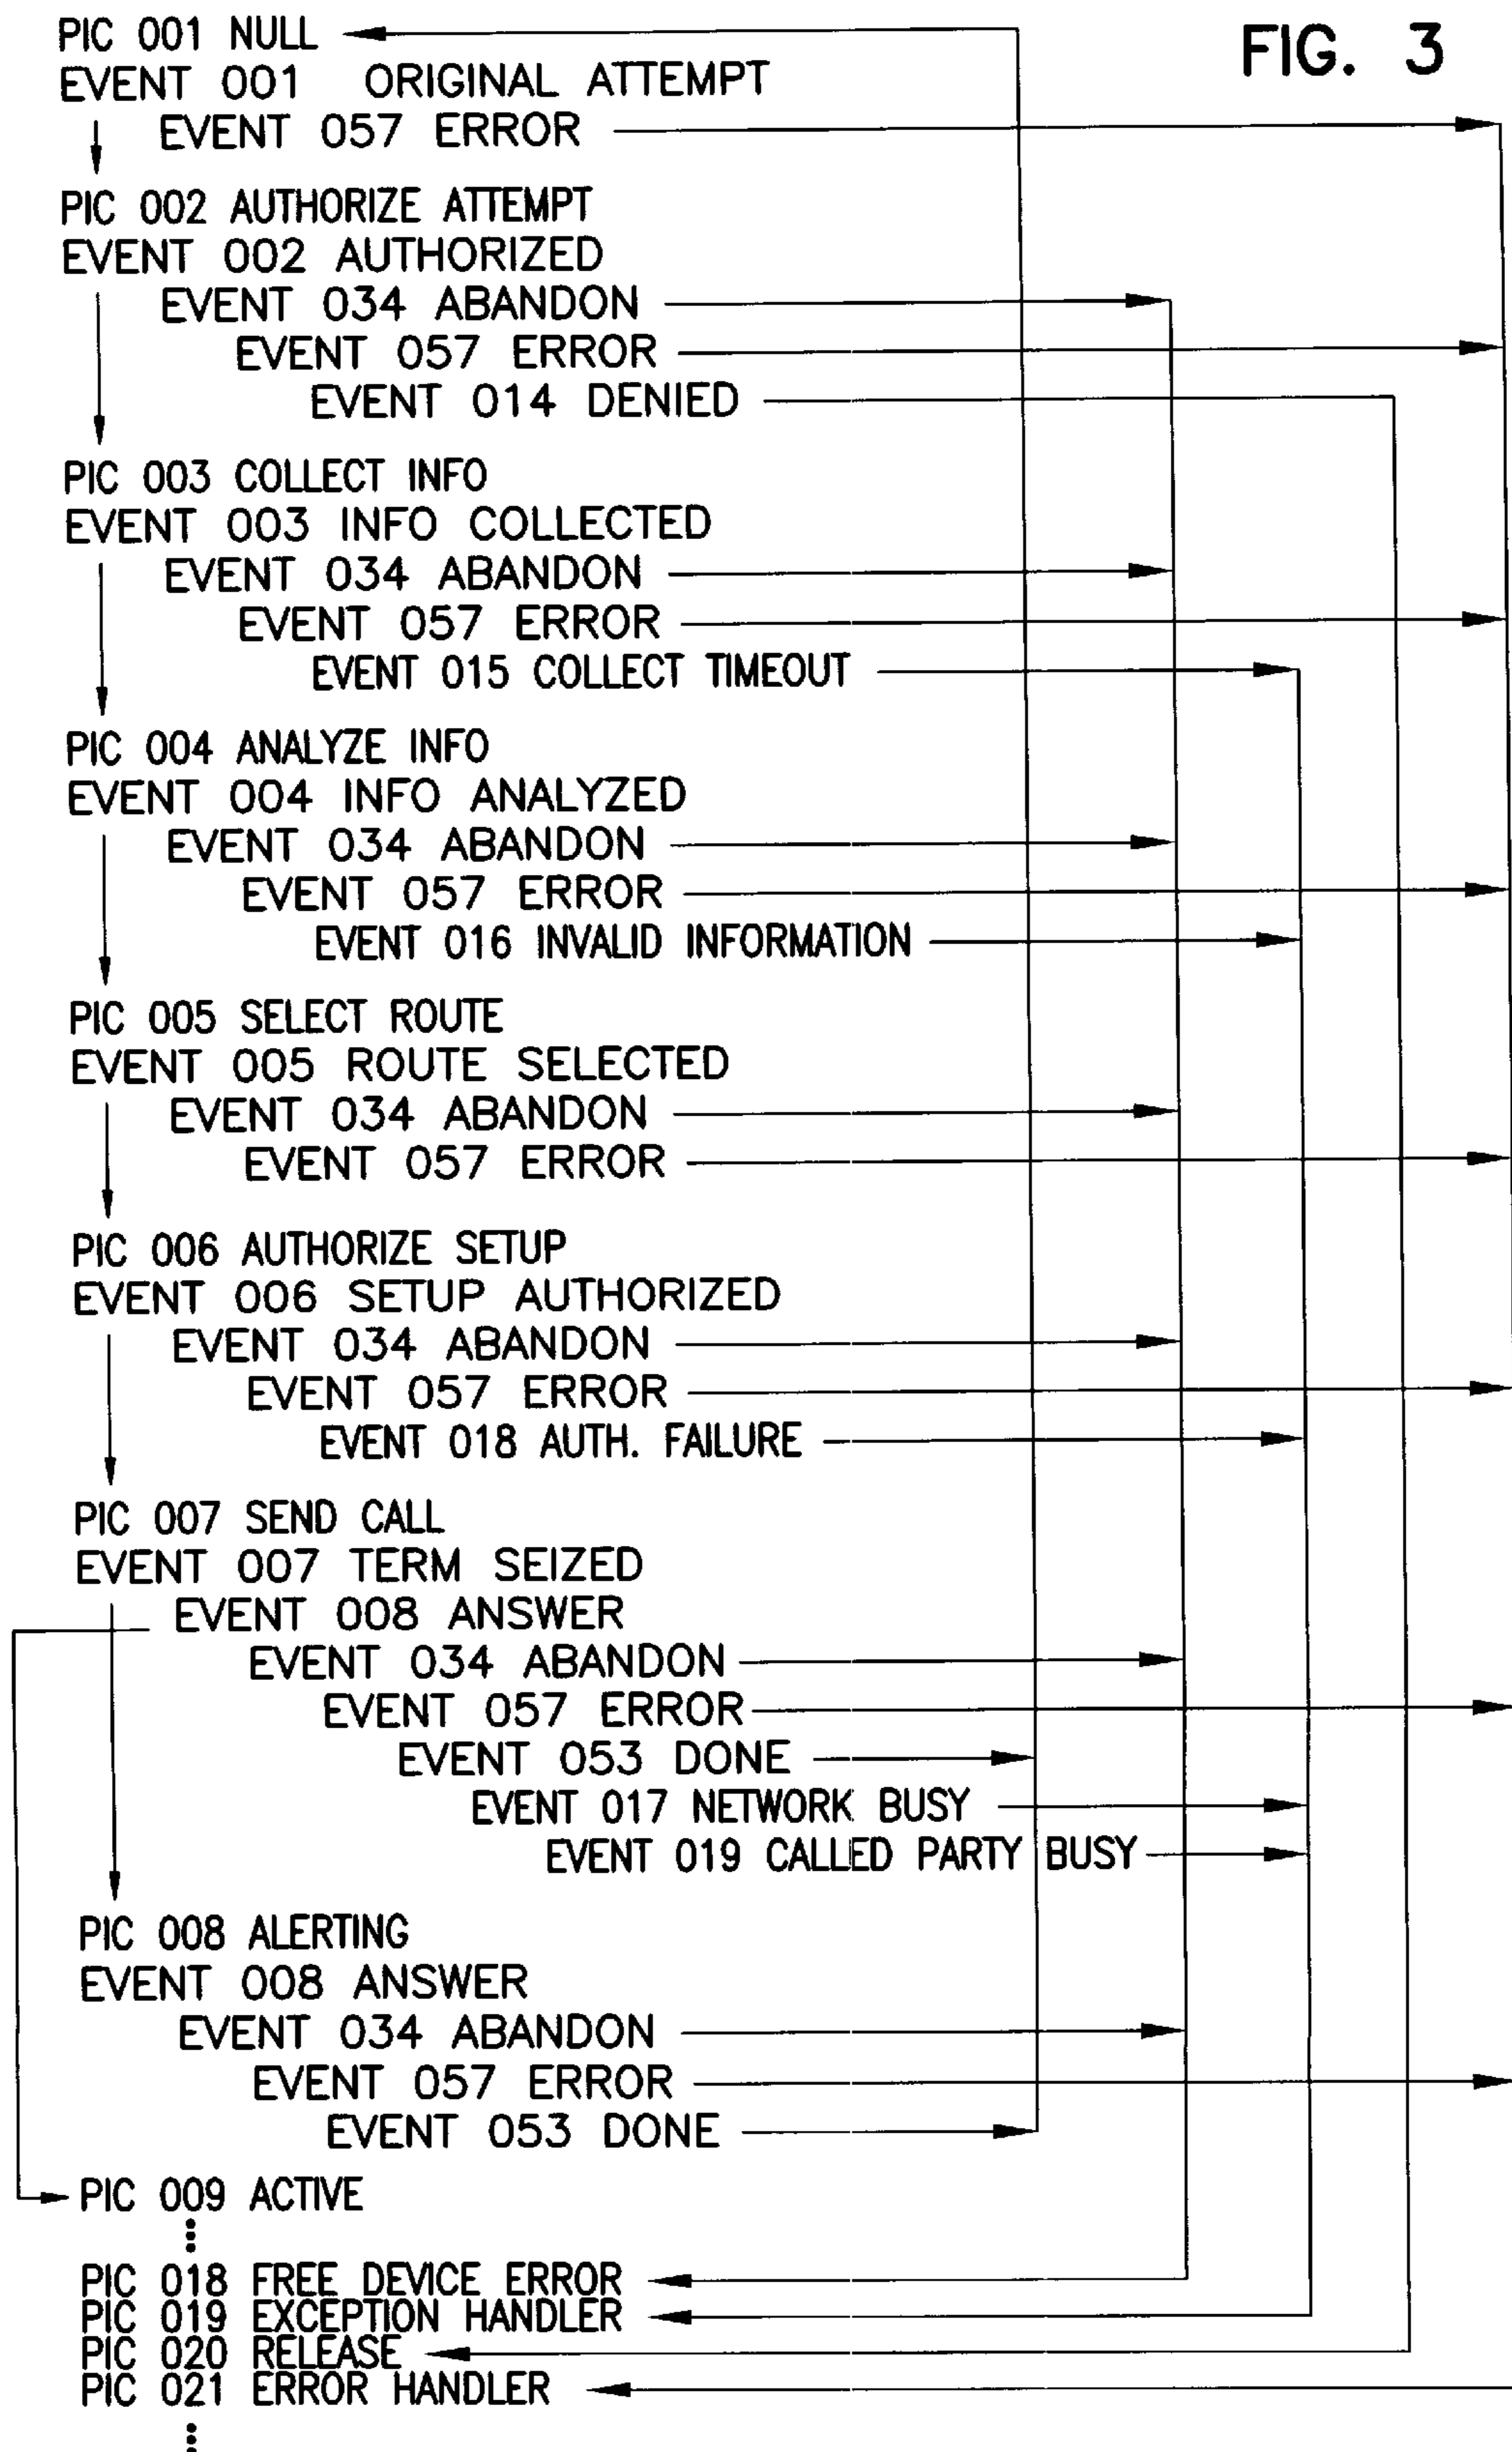 FIG. 3
PIC 001 NULL
EVENT 001 ORIGINAL ATTEMPT
EVENT 057 ERROR
PIC 002 AUTHORIZE ATTEMPT
EVENT 002 AUTHORIZED
EVENT 034 ABANDON
EVENT 057 ERROR
EVENT 014 DENIED
PIC 003 COLLECT INFO
EVENT 003 INFO COLLECTED
EVENT 034 ABANDON
EVENT 057 ERROR
EVENT 015 COLLECT TIMEOUT
PIC 004 ANALYZE INFO
EVENT 004 INFO ANALYZED
EVENT 034 ABANDON
EVENT 057 ERROR
EVENT 016 INVALID INFORMATION
PIC 005 SELECT ROUTE
EVENT 005 ROUTE SELECTED
EVENT 034 ABANDON
EVENT 057 ERROR
PIC 006 AUTHORIZE SETUP
EVENT 006 SETUP AUTHORIZED
EVENT 034 ABANDON
EVENT 057 ERROR
EVENT 018 AUTH. FAILURE
PIC 007 SEND CALL
EVENT 007 TERM SEIZED
EVENT 008 ANSWER
EVENT 034 ABANDON
EVENT 057 ERROR
EVENT 053 DONE
EVENT 017 NETWORK BUSY
EVENT 019 CALLED PARTY BUSY
PIC 008 ALERTING
EVENT 008 ANSWER
EVENT 034 ABANDON
EVENT 057 ERROR
EVENT 053 DONE
PIC 009 ACTIVE
PIC 018 FREE DEVICE ERROR
PIC 019 EXCEPTION HANDLER
PIC 020 RELEASE
PIC 021 ERROR HANDLER